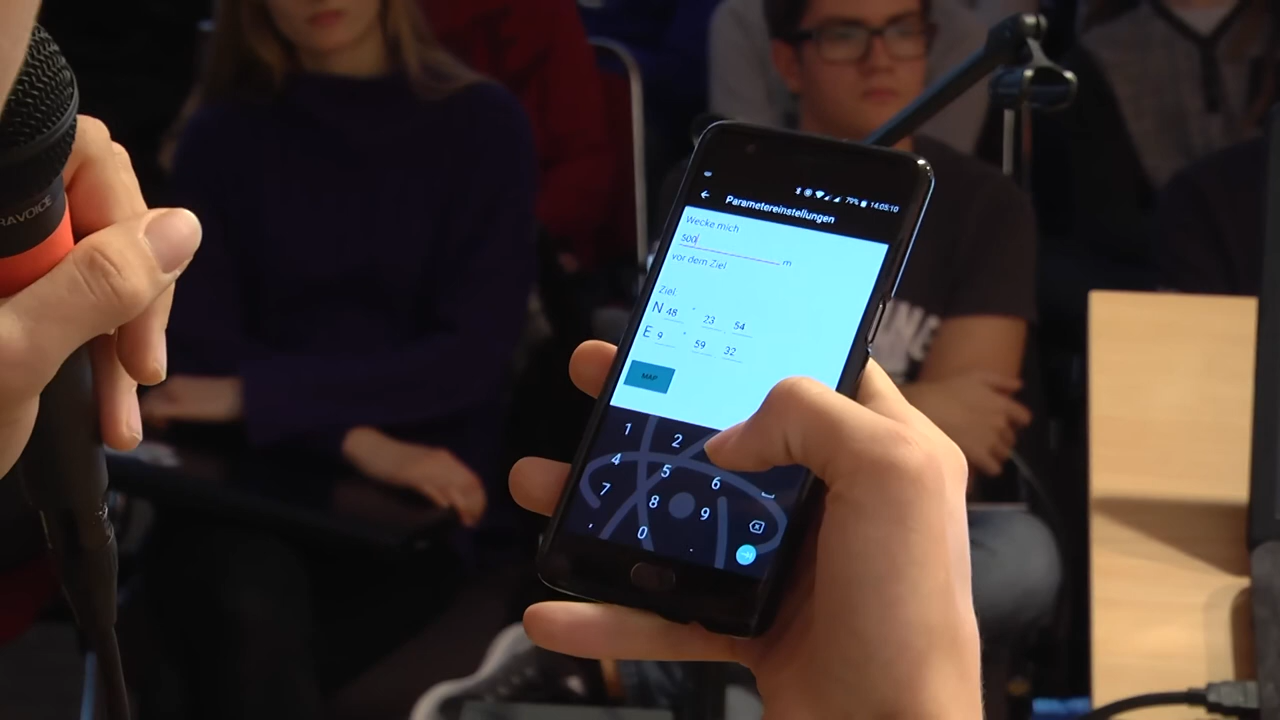 RAVOICE
79% 14:05:10
Parametereinstellungen
Wecke mich
500 m
vor dem Ziel
Ziel:
N 48 ° 23 . 54
E 9 ° 59 . 32
MAP
1 2
4 5 6
7 8 9
, 0 .